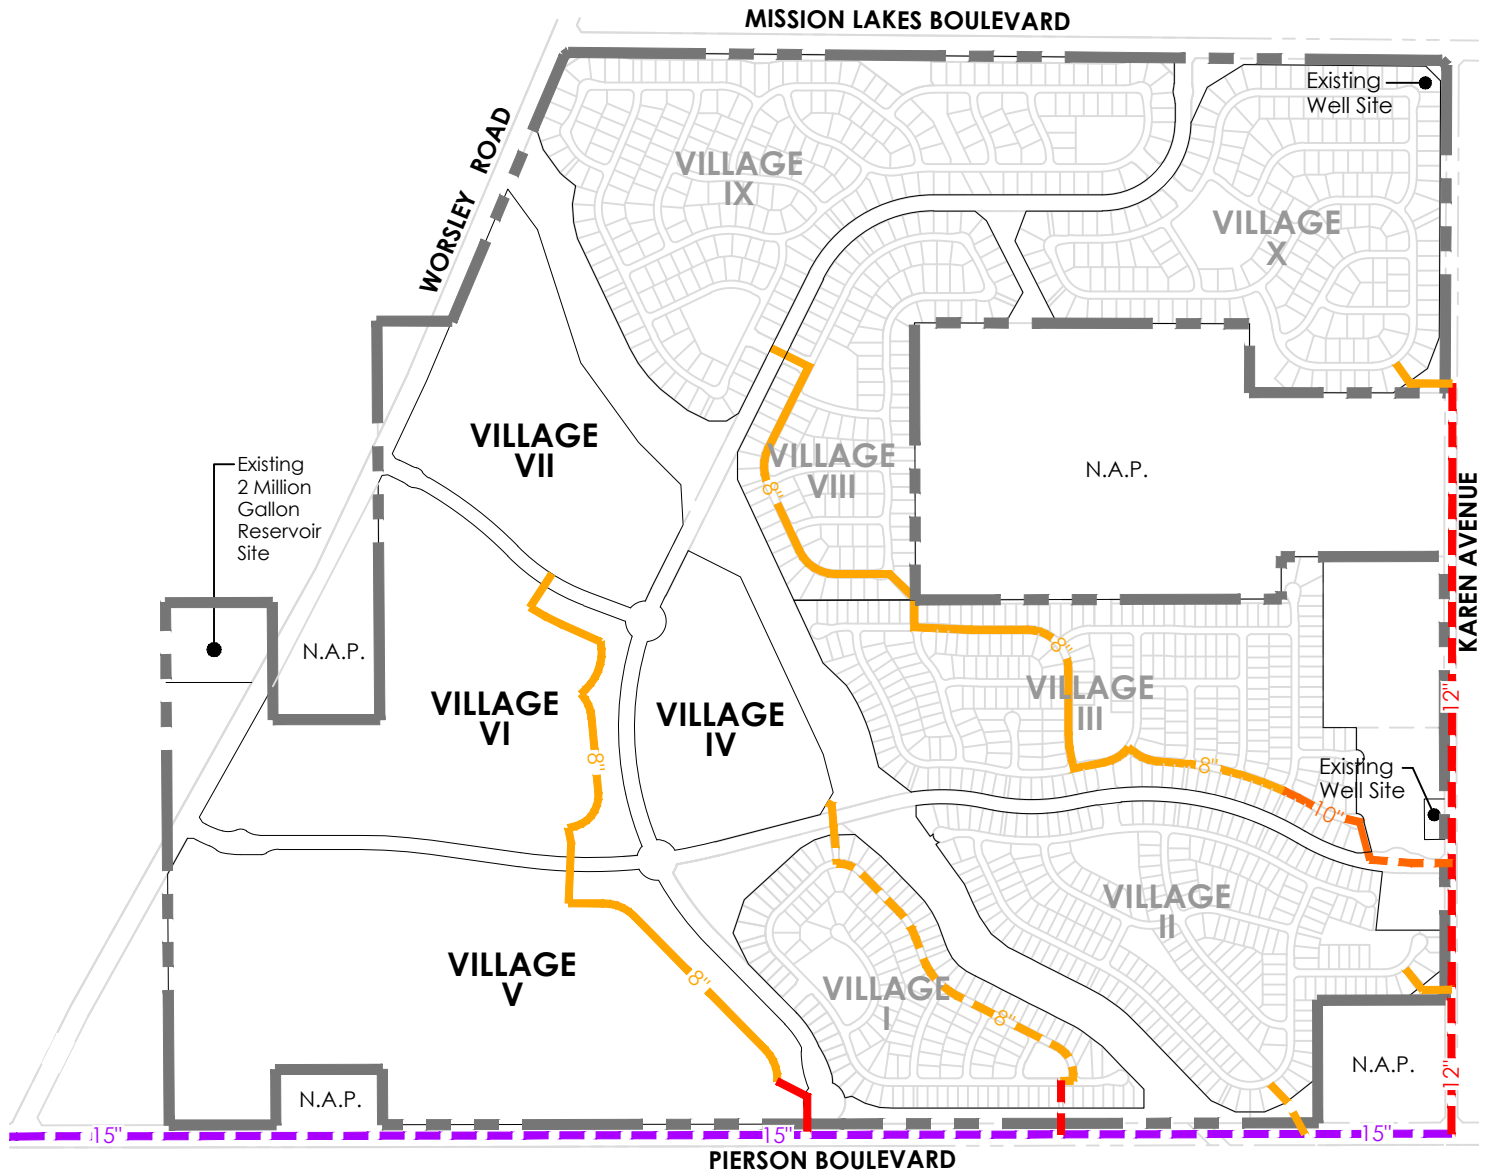 MISSION LAKES BOULEVARD
Existing
Well Site
WORSLEY ROAD
VILLAGE
IX
VILLAGE
X
VILLAGE
VII
VILLAGE
VIII
8"
N.A.P.
Existing
2 Million
Gallon
Reservoir
Site
KAREN AVENUE
N.A.P.
8"
VILLAGE
VI
VILLAGE
IV
VILLAGE
III
12"
8"
8"
Existing
Well Site
10"
VILLAGE
II
VILLAGE
V
8"
VILLAGE
I
8"
N.A.P.
12"
N.A.P.
15"
15"
15"
PIERSON BOULEVARD